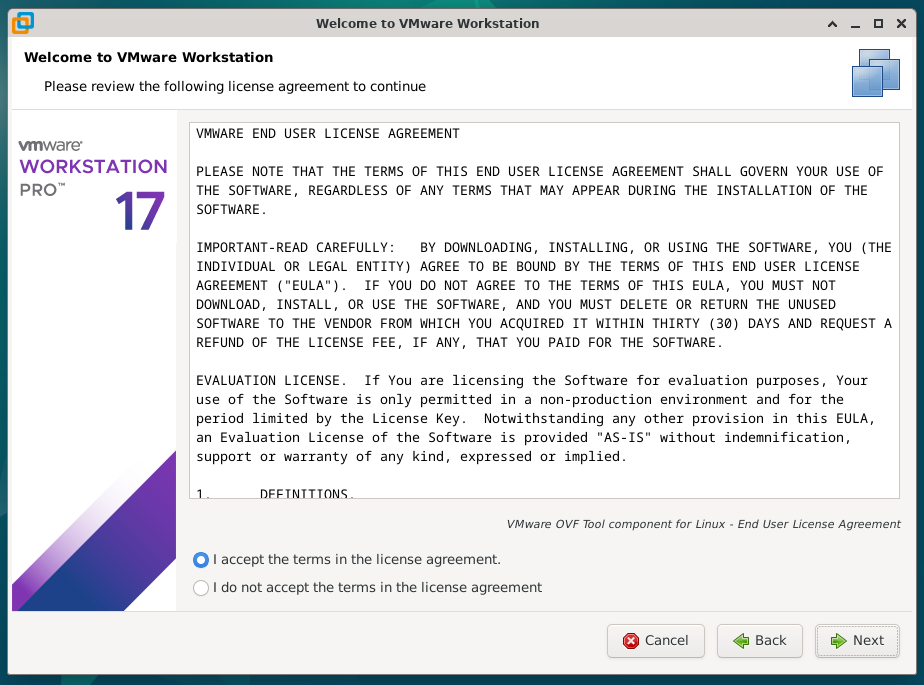 Welcome to VMware Workstation
Welcome to VMware Workstation
Please review the following license agreement to continue
vmware®
WORKSTATION
PRO™
17
VMWARE END USER LICENSE AGREEMENT
PLEASE NOTE THAT THE TERMS OF THIS END USER LICENSE AGREEMENT SHALL GOVERN YOUR USE OF
THE SOFTWARE, REGARDLESS OF ANY TERMS THAT MAY APPEAR DURING THE INSTALLATION OF THE
SOFTWARE.
IMPORTANT-READ CAREFULLY:   BY DOWNLOADING, INSTALLING, OR USING THE SOFTWARE, YOU (THE
INDIVIDUAL OR LEGAL ENTITY) AGREE TO BE BOUND BY THE TERMS OF THIS END USER LICENSE
AGREEMENT ("EULA").  IF YOU DO NOT AGREE TO THE TERMS OF THIS EULA, YOU MUST NOT
DOWNLOAD, INSTALL, OR USE THE SOFTWARE, AND YOU MUST DELETE OR RETURN THE UNUSED
SOFTWARE TO THE VENDOR FROM WHICH YOU ACQUIRED IT WITHIN THIRTY (30) DAYS AND REQUEST A
REFUND OF THE LICENSE FEE, IF ANY, THAT YOU PAID FOR THE SOFTWARE.
EVALUATION LICENSE.  If You are licensing the Software for evaluation purposes, Your
use of the Software is only permitted in a non-production environment and for the
period limited by the License Key.  Notwithstanding any other provision in this EULA,
an Evaluation License of the Software is provided "AS-IS" without indemnification,
support or warranty of any kind, expressed or implied.
1.      DEFINITIONS.
VMware OVF Tool component for Linux - End User License Agreement
I accept the terms in the license agreement.
I do not accept the terms in the license agreement
Cancel
Back
Next